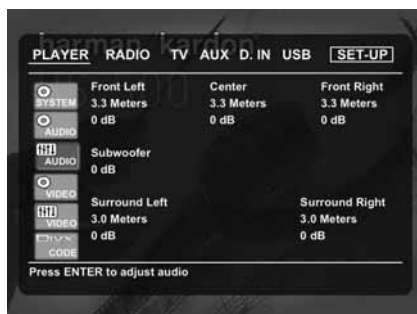 harman kardon
PLAYER RADIO TV AUX D. IN USB SET-UP
Front Left Center Front Right
SYSTEM 3.3 Meters 3.3 Meters 3.3 Meters
0 dB 0 dB 0 dB
AUDIO
Subwoofer
AUDIO 0 dB
VIDEO
Surround Left Surround Right
VIDEO 3.0 Meters 3.0 Meters
DivX 0 dB 0 dB
CODE
Press ENTER to adjust audio